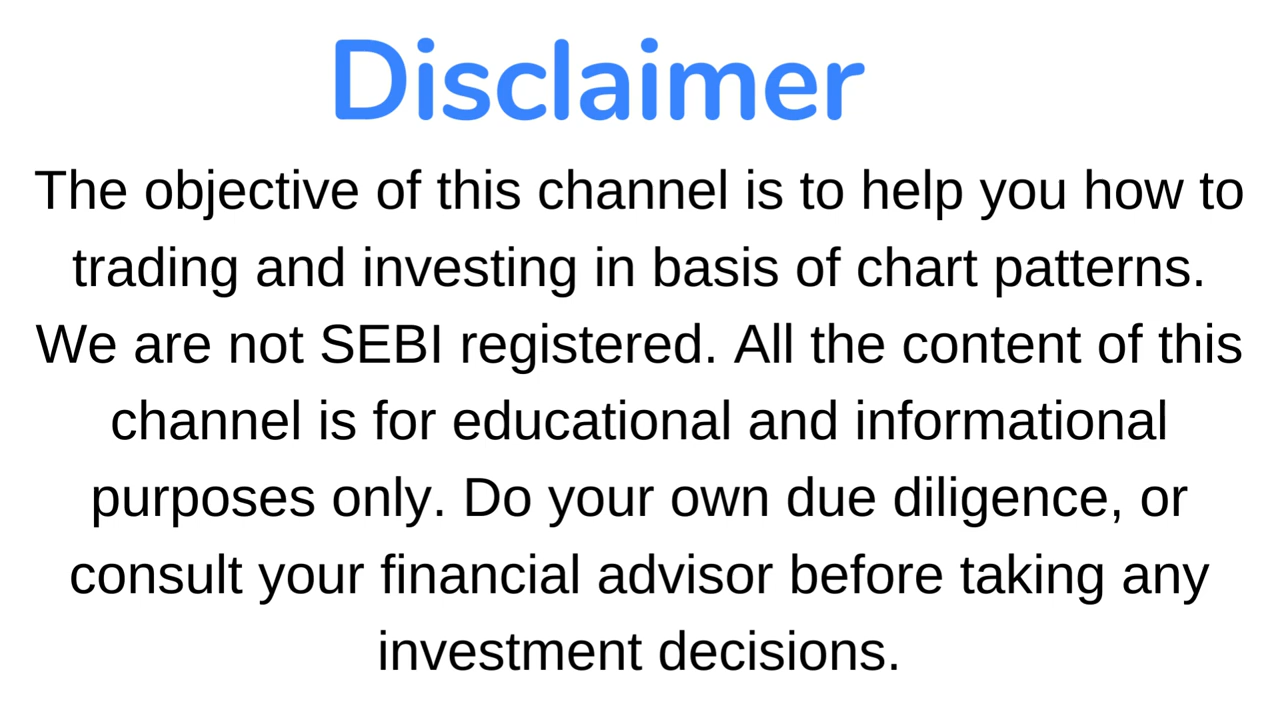 Disclaimer
The objective of this channel is to help you how to
trading and investing in basis of chart patterns.
We are not SEBI registered. All the content of this
channel is for educational and informational
purposes only. Do your own due diligence, or
consult your financial advisor before taking any
investment decisions.